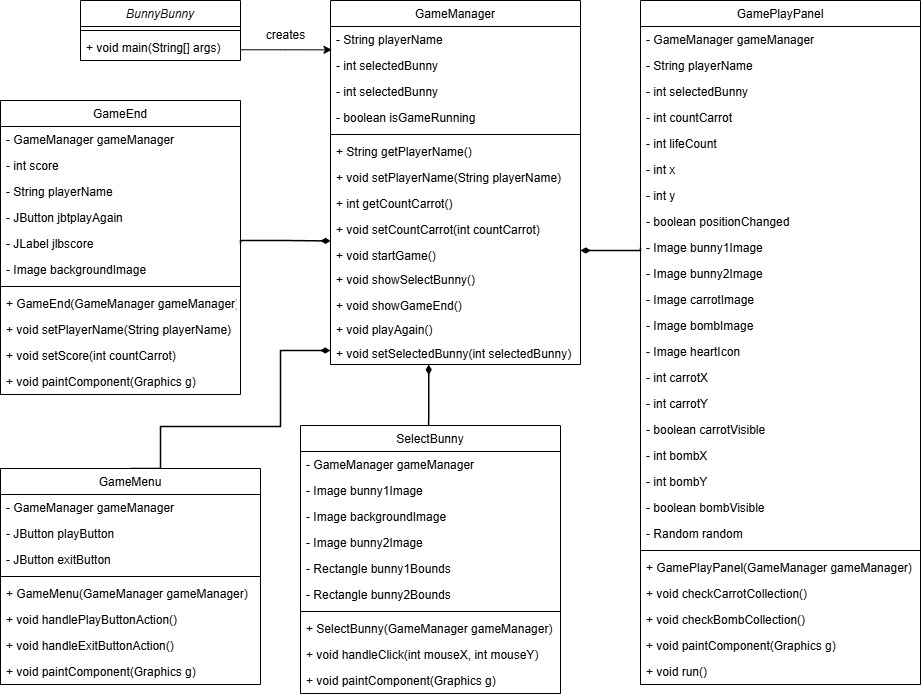 BunnyBunny
+ void main(String[] args)
creates
GameManager
- String playerName
- int selectedBunny
- int selectedBunny
- boolean isGameRunning
+ String getPlayerName()
+ void setPlayerName(String playerName)
+ int getCountCarrot()
+ void setCountCarrot(int countCarrot)
+ void startGame()
+ void showSelectBunny()
+ void showGameEnd()
+ void playAgain()
+ void setSelectedBunny(int selectedBunny)
GamePlayPanel
- GameManager gameManager
- String playerName
- int selectedBunny
- int countCarrot
- int lifeCount
- int x
- int y
- boolean positionChanged
- Image bunny1Image
- Image bunny2Image
- Image carrotImage
- Image bombImage
- Image heartIcon
- int carrotX
- int carrotY
- boolean carrotVisible
- int bombX
- int bombY
- boolean bombVisible
- Random random
+ GamePlayPanel(GameManager gameManager)
+ void checkCarrotCollection()
+ void checkBombCollection()
+ void paintComponent(Graphics g)
+ void run()
GameEnd
- GameManager gameManager
- int score
- String playerName
- JButton jbtplayAgain
- JLabel jlbscore
- Image backgroundImage
+ GameEnd(GameManager gameManager)
+ void setPlayerName(String playerName)
+ void setScore(int countCarrot)
+ void paintComponent(Graphics g)
GameMenu
- GameManager gameManager
- JButton playButton
- JButton exitButton
+ GameMenu(GameManager gameManager)
+ void handlePlayButtonAction()
+ void handleExitButtonAction()
+ void paintComponent(Graphics g)
SelectBunny
- GameManager gameManager
- Image bunny1Image
- Image backgroundImage
- Image bunny2Image
- Rectangle bunny1Bounds
- Rectangle bunny2Bounds
+ SelectBunny(GameManager gameManager)
+ void handleClick(int mouseX, int mouseY)
+ void paintComponent(Graphics g)